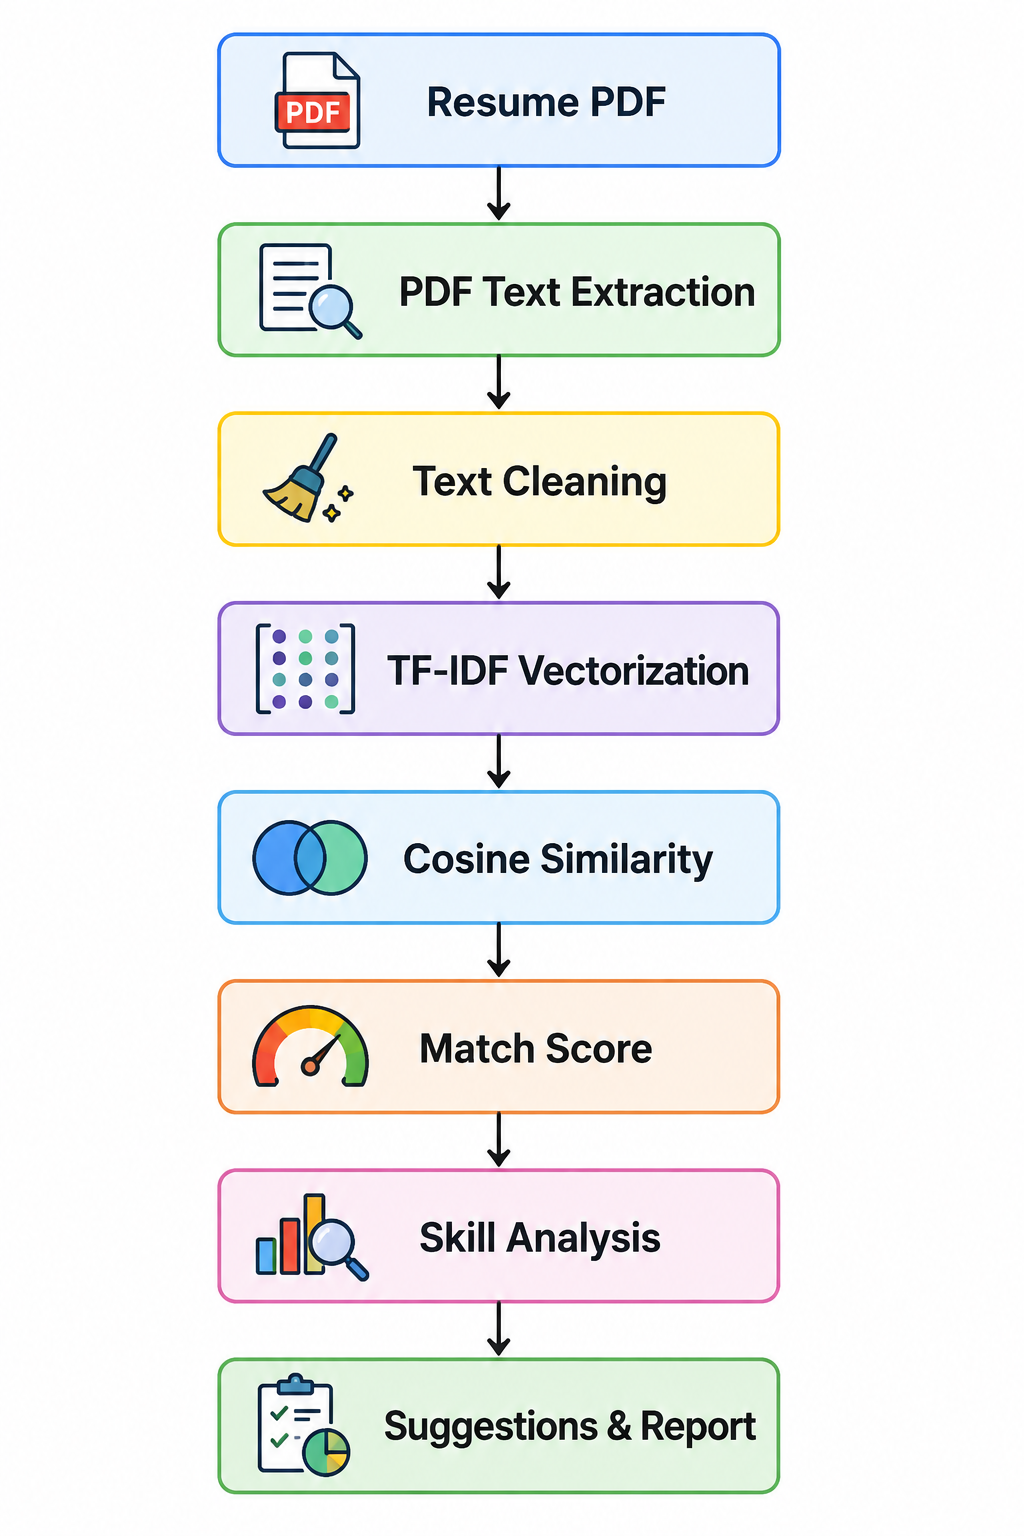 PDF
Resume PDF
PDF Text Extraction
Text Cleaning
TF-IDF Vectorization
Cosine Similarity
Match Score
Skill Analysis
Suggestions & Report